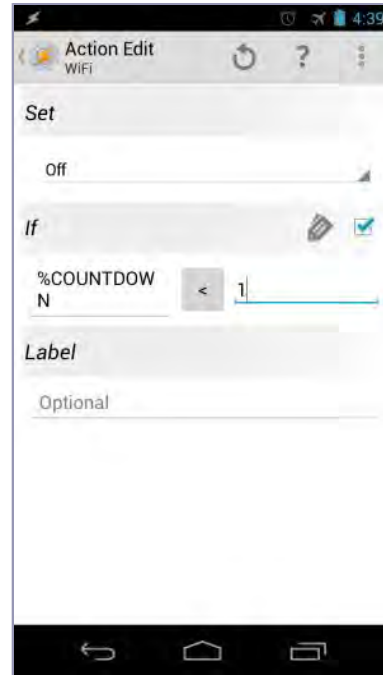 4:39
Action Edit
WiFi
?
Set
Off
If
%COUNTDOW
N
<
1
Label
Optional